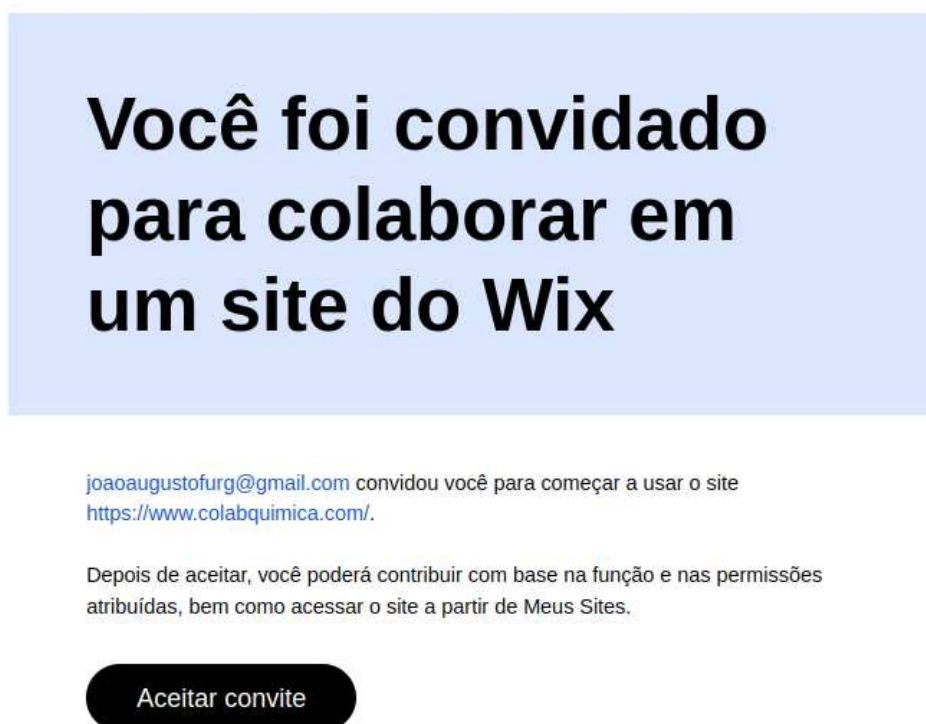 Você foi convidado
para colaborar em
um site do Wix
joaoaugustofurg@gmail.com convidou você para começar a usar o site
https://www.colabquimica.com/.
Depois de aceitar, você poderá contribuir com base na função e nas permissões
atribuídas, bem como acessar o site a partir de Meus Sites.
Aceitar convite